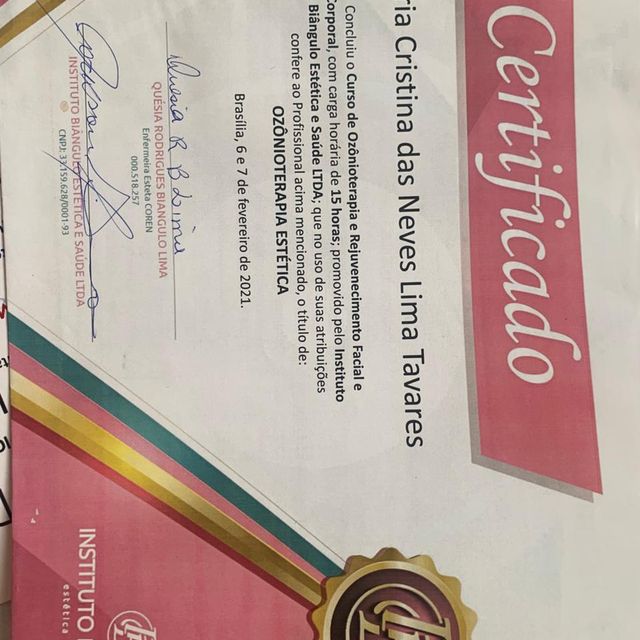 Certificado
ria Cristina das Neves Lima Tavares
Concluiu o Curso de Ozônioterapia e Rejuvenecimento Facial e
Corporal, com carga horária de 15 horas; promovido pelo Instituto
Biângulo Estética e Saúde LTDA; que no uso de suas atribuições
confere ao Profissional acima mencionado, o título de:
OZÔNIOTERAPIA ESTÉTICA
Brasília, 6 e 7 de fevereiro de 2021.
QUÉSIA RODRIGUES BIANGULO LIMA
Enfermeira Esteta COREN
000.518.257
INSTITUTO BIÂNGULO ESTÉTICA E SAÚDE LTDA
INSTITUTO
estética